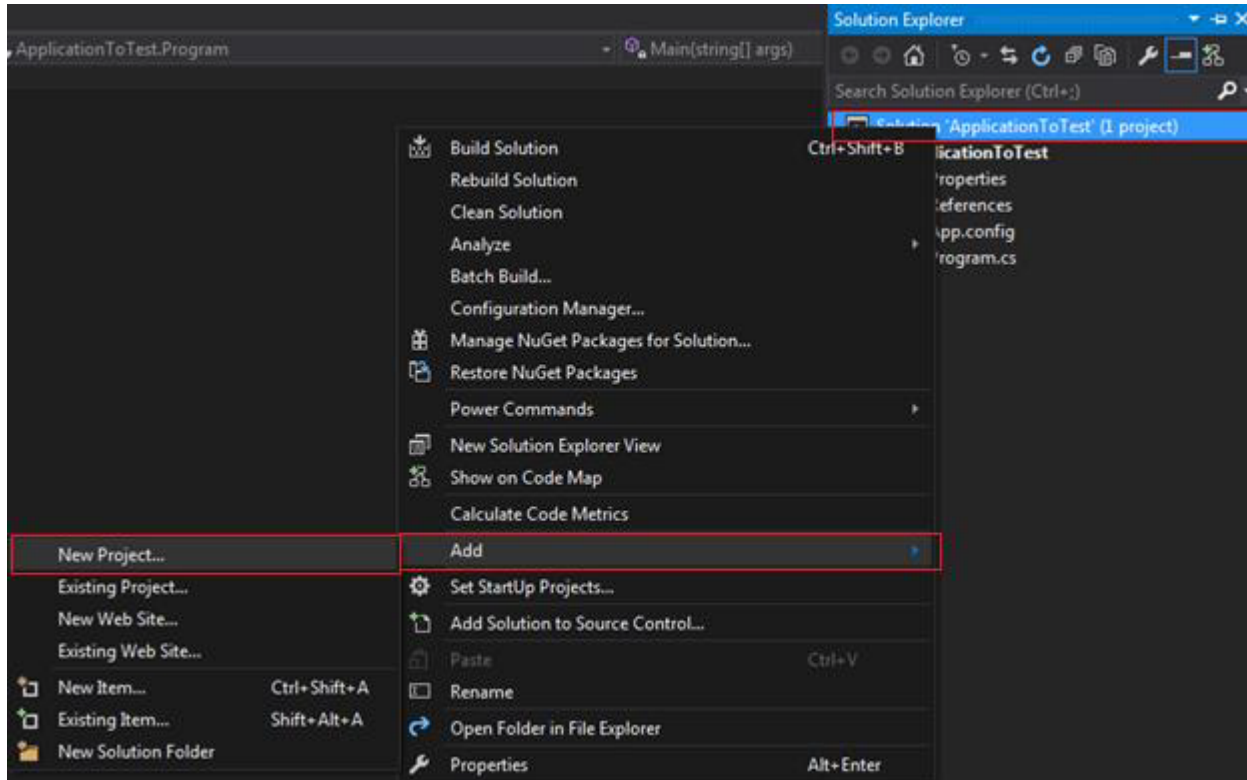 Solution Explorer
ApplicationToTest.Program
Main(string[] args)
Search Solution Explorer (Ctrl+;)
Solution 'ApplicationToTest' (1 project)
Build Solution Ctrl+Shift+B
icationToTest
Rebuild Solution
roperties
Clean Solution
eferences
Analyze
App.config
Batch Build...
rogram.cs
Configuration Manager...
Manage NuGet Packages for Solution...
Restore NuGet Packages
Power Commands
New Solution Explorer View
Show on Code Map
Calculate Code Metrics
Add
Set StartUp Projects...
Add Solution to Source Control...
Paste Ctrl+V
Rename
Open Folder in File Explorer
Properties Alt+Enter
New Project...
Existing Project...
New Web Site...
Existing Web Site...
New Item... Ctrl+Shift+A
Existing Item... Shift+Alt+A
New Solution Folder